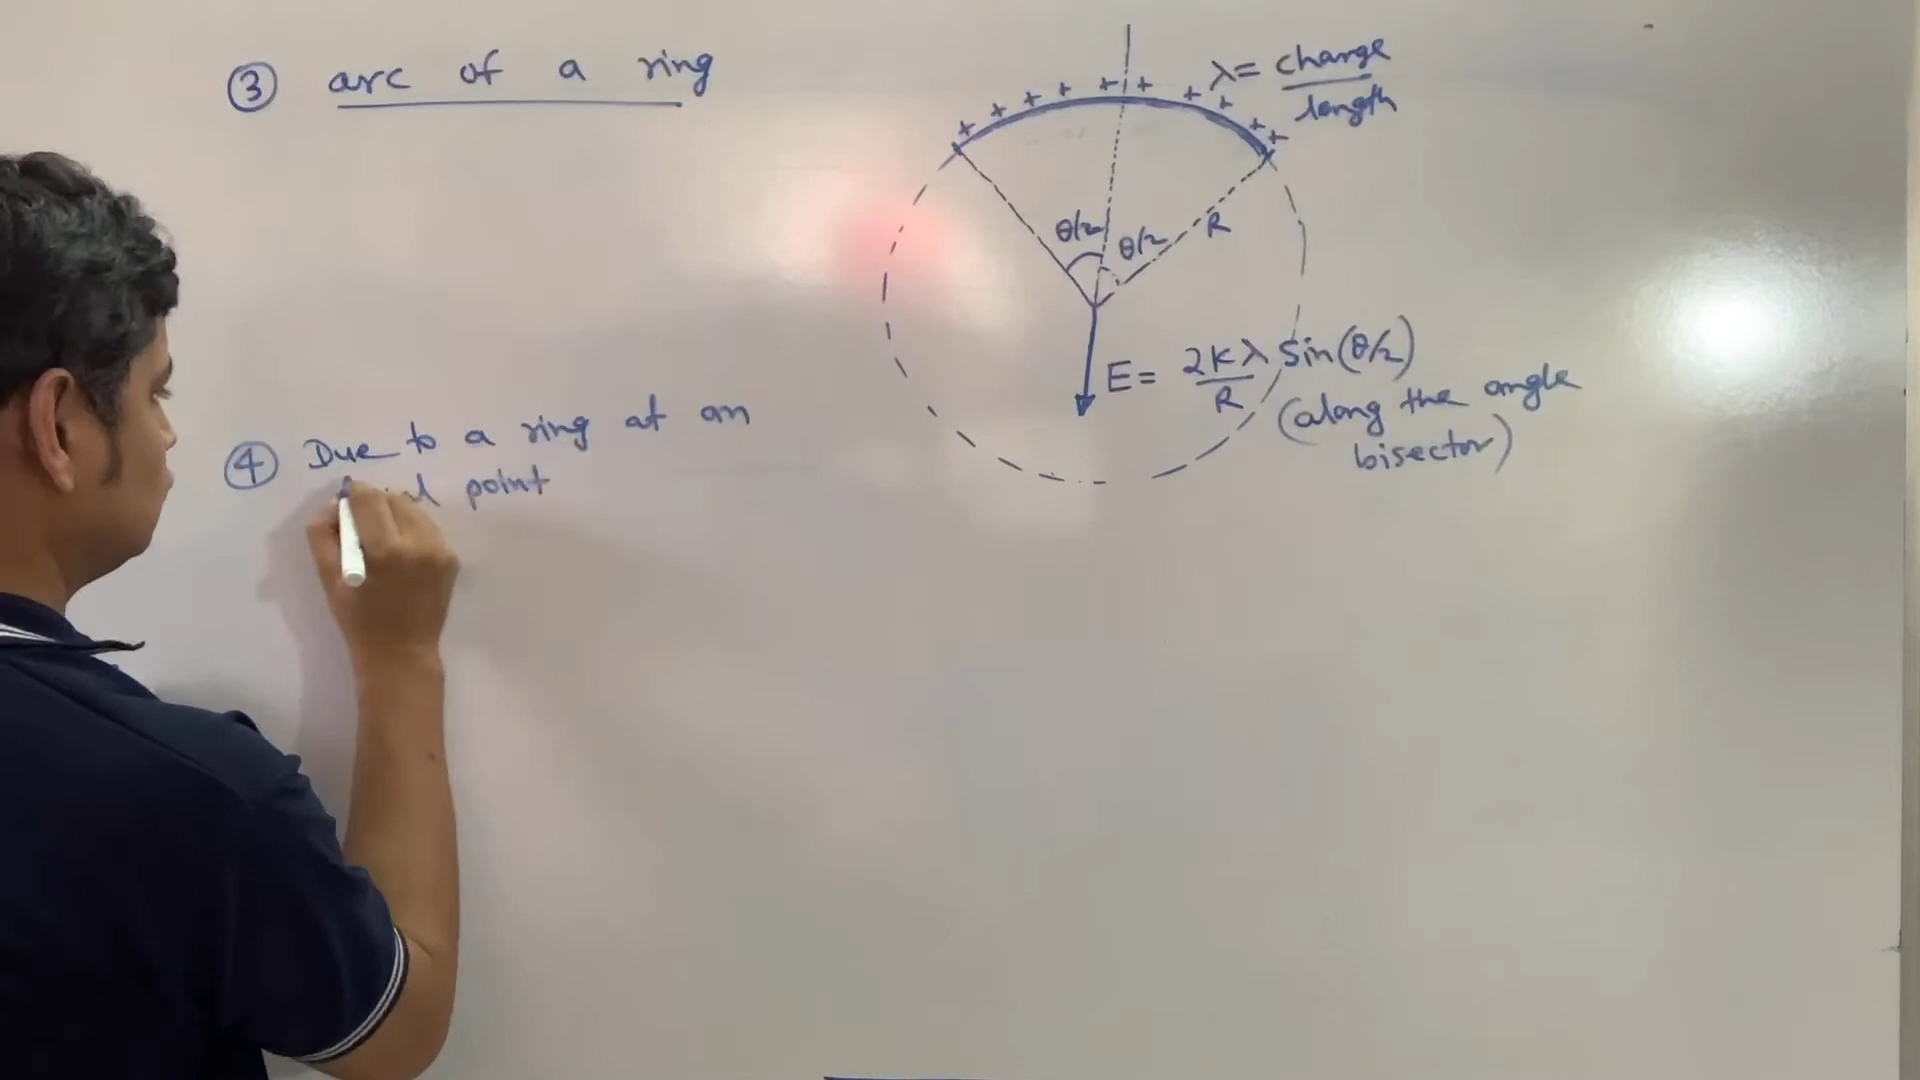 ③ arc of a ring
λ = charge / length
θ/2
θ/2
R
E = 2Kλ / R sin(θ/2)
(along the angle
bisector)
④ Due to a ring at an
point